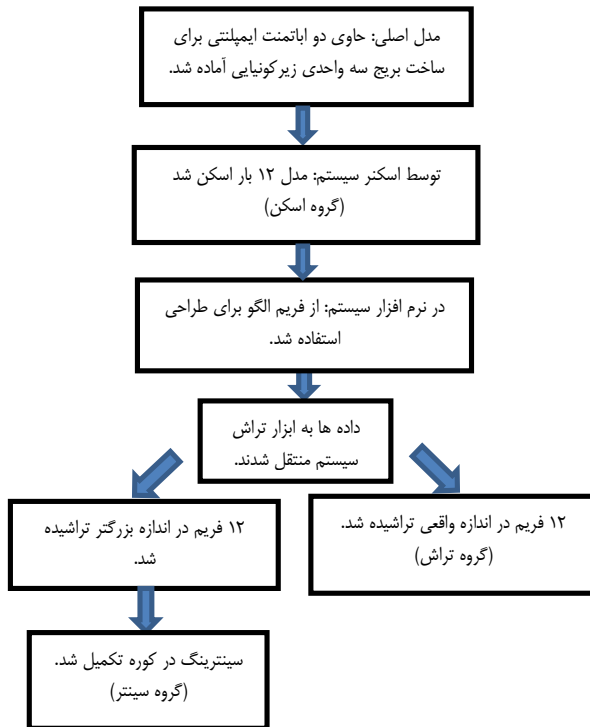 مدل اصلی: حاوی دو اباتمنت ایمپلنتی برای
ساخت بریج سه واحدی زیرکونیایی آماده شد.
توسط اسکنر سیستم: مدل ۱۲ بار اسکن شد
(گروه اسکن)
در نرم افزار سیستم: از فریم الگو برای طراحی
استفاده شد.
داده ها به ابزار تراش
سیستم منتقل شدند.
۱۲ فریم در اندازه واقعی تراشیده شد.
(گروه تراش)
۱۲ فریم در اندازه بزرگتر تراشیده
شد.
سینترینگ در کوره تکمیل شد.
(گروه سینتر)